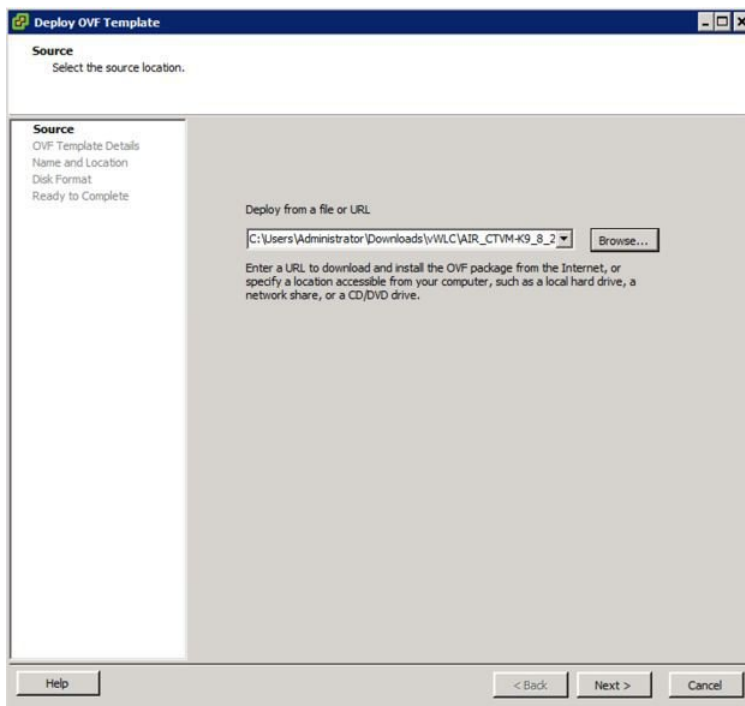 Deploy OVF Template
Source
Select the source location.
Source
OVF Template Details
Name and Location
Disk Format
Ready to Complete
Deploy from a file or URL
C:\Users\Administrator\Downloads\vWLC\AIR_CTVM-K9_8_2
Browse...
Enter a URL to download and install the OVF package from the Internet, or
specify a location accessible from your computer, such as a local hard drive, a
network share, or a CD/DVD drive.
Help
< Back
Next >
Cancel